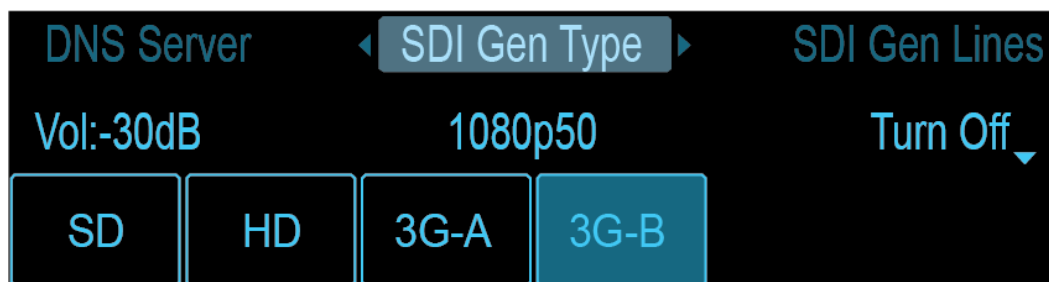 DNS Server SDI Gen Type SDI Gen Lines
Vol:-30dB 1080p50 Turn Off
SD HD 3G-A 3G-B